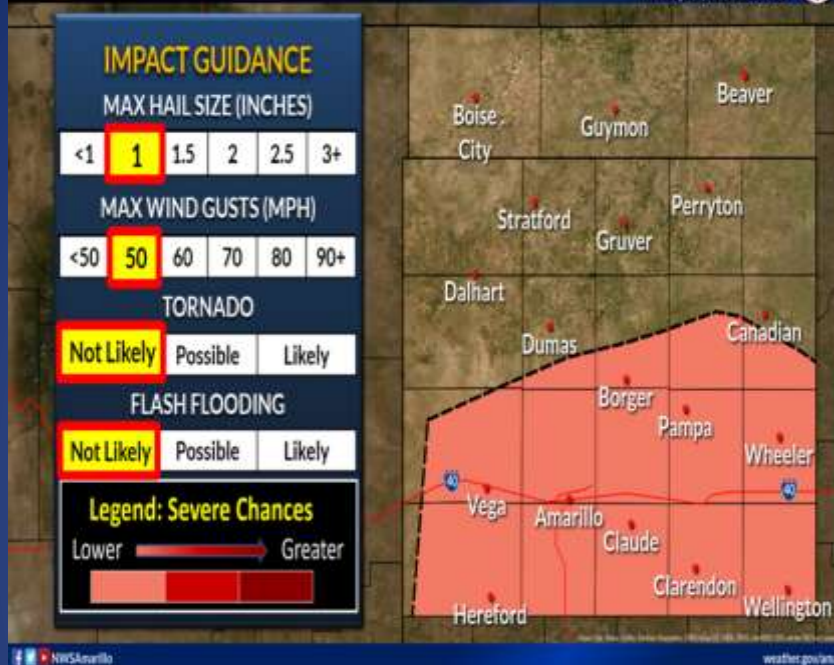 IMPACT GUIDANCE
MAX HAIL SIZE (INCHES)
<1 1 1.5 2 2.5 3+
MAX WIND GUSTS (MPH)
<50 50 60 70 80 90+
TORNADO
Not Likely Possible Likely
FLASH FLOODING
Not Likely Possible Likely
Legend: Severe Chances
Lower Greater
Boise City
Guymon
Beaver
Stratford
Gruver
Perryton
Dalhart
Dumas
Canadian
Borger
Pampa
Wheeler
40
40
Vega
Amarillo
Claude
Clarendon
Hereford
Wellington
NWSAmarillo